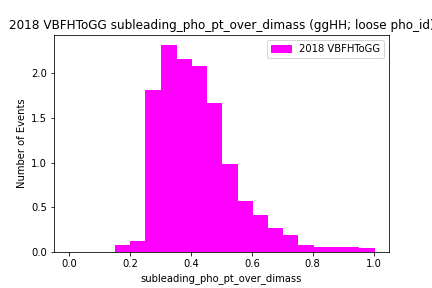 2018 VBFHToGG subleading_pho_pt_over_dimass (ggHH; loose pho_id)
2018 VBFHToGG
Number of Events
2.0
1.5
1.0
0.5
0.0
0.0 0.2 0.4 0.6 0.8 1.0
subleading_pho_pt_over_dimass